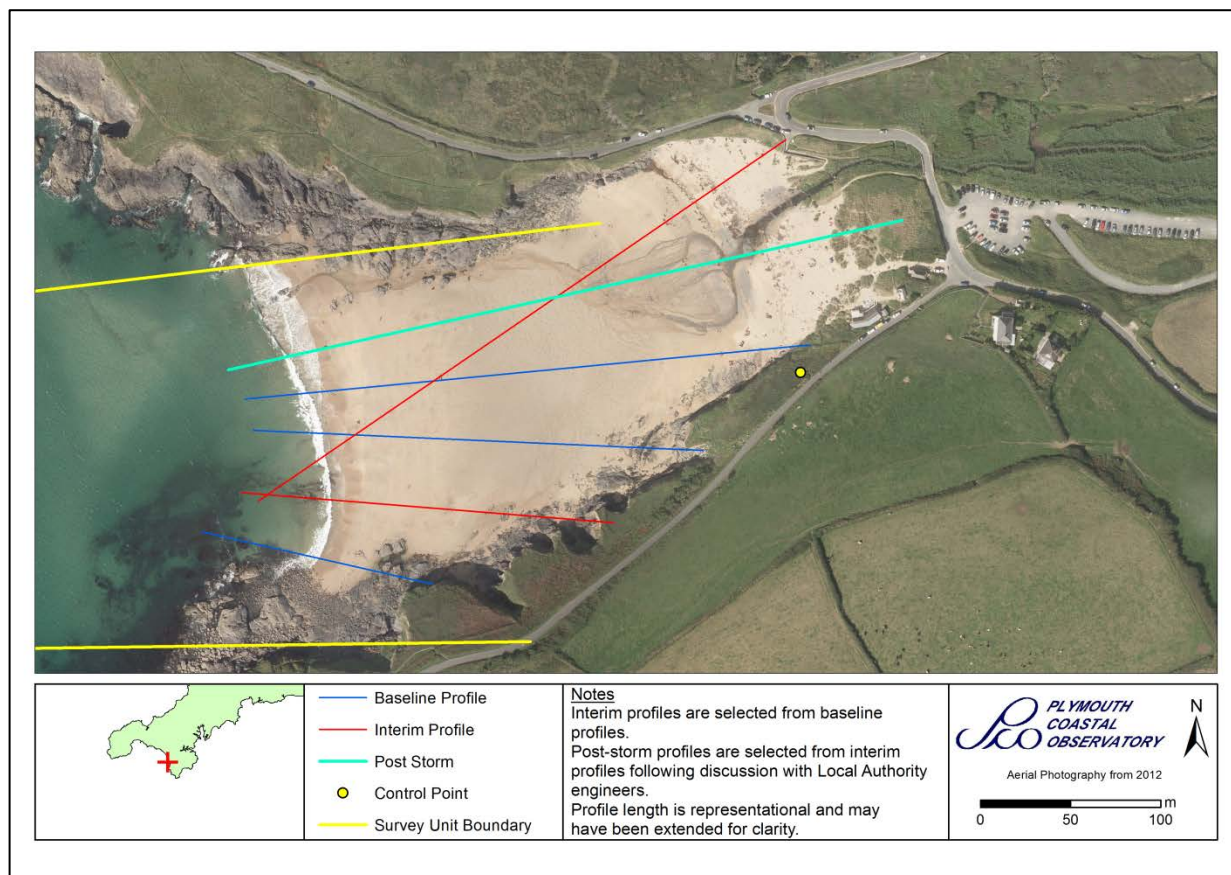 Baseline Profile
Interim Profile
Post Storm
Control Point
Survey Unit Boundary
Notes
Interim profiles are selected from baseline
profiles.
Post-storm profiles are selected from interim
profiles following discussion with Local Authority
engineers.
Profile length is representational and may
have been extended for clarity.
PCO
PLYMOUTH
COASTAL
OBSERVATORY
N
Aerial Photography from 2012
m
0 50 100